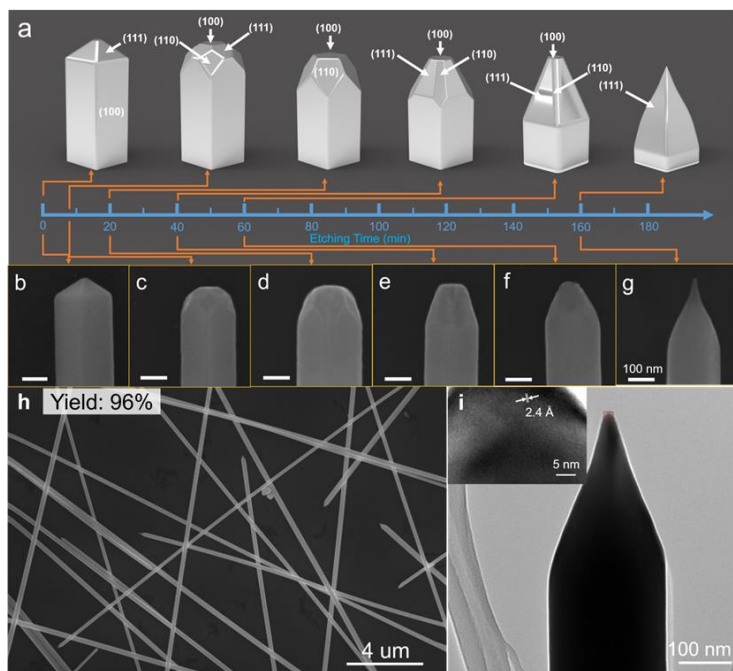 a
(100)
(100)
(100)
(100)
(111)
(111)
(110)
(111)
(110)
(111)
(110)
(111)
(110)
(111)
(100)
0 20 40 60 80 100 120 140 160 180
Etching Time (min)
b c d e f g
100 nm
h Yield: 96%
i
2.4 Å
5 nm
4 um
100 nm